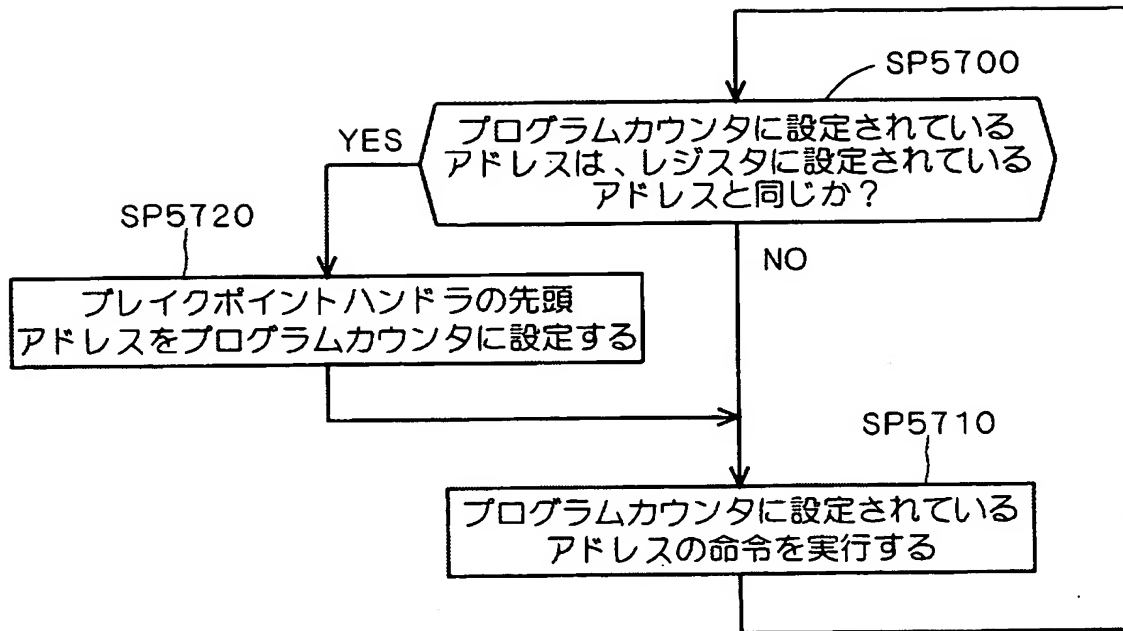 SP5700
プログラムカウンタに設定されている
アドレスは、レジスタに設定されている
アドレスと同じか?
YES
NO
SP5720
ブレイクポイントハンドラの先頭
アドレスをプログラムカウンタに設定する
SP5710
プログラムカウンタに設定されている
アドレスの命令を実行する